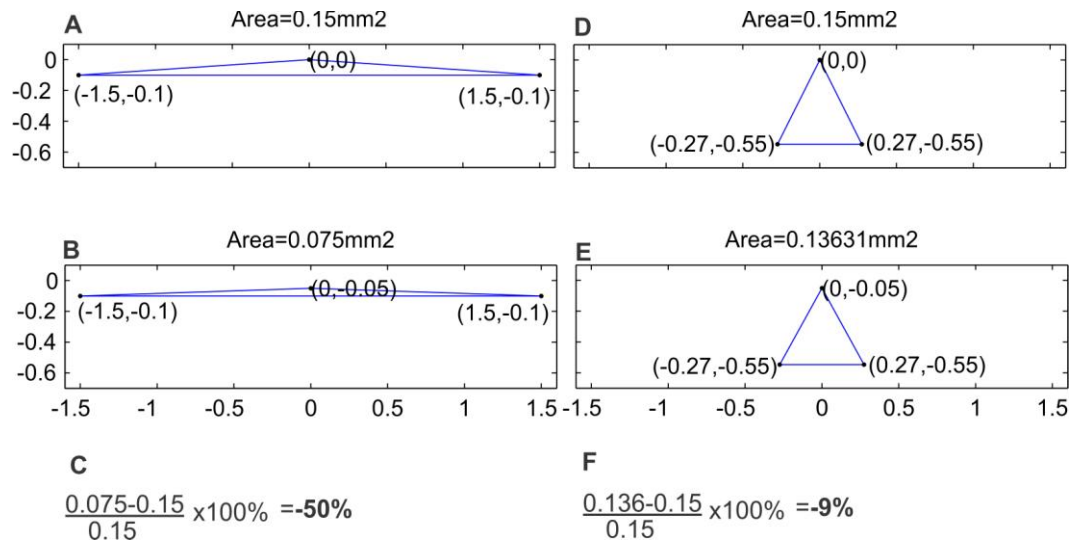 A
Area=0.15mm2
0
-0.2
-0.4
-0.6
(0,0)
(-1.5,-0.1)
(1.5,-0.1)
D
Area=0.15mm2
(0,0)
(-0.27,-0.55)
(0.27,-0.55)
B
Area=0.075mm2
0
-0.2
-0.4
-0.6
(0,-0.05)
(-1.5,-0.1)
(1.5,-0.1)
-1.5 -1 -0.5 0 0.5 1 1.5
E
Area=0.13631mm2
(0,-0.05)
(-0.27,-0.55)
(0.27,-0.55)
-1.5 -1 -0.5 0 0.5 1 1.5
C
0.075-0.15
0.15
x100% =-50%
F
0.136-0.15
0.15
x100% =-9%